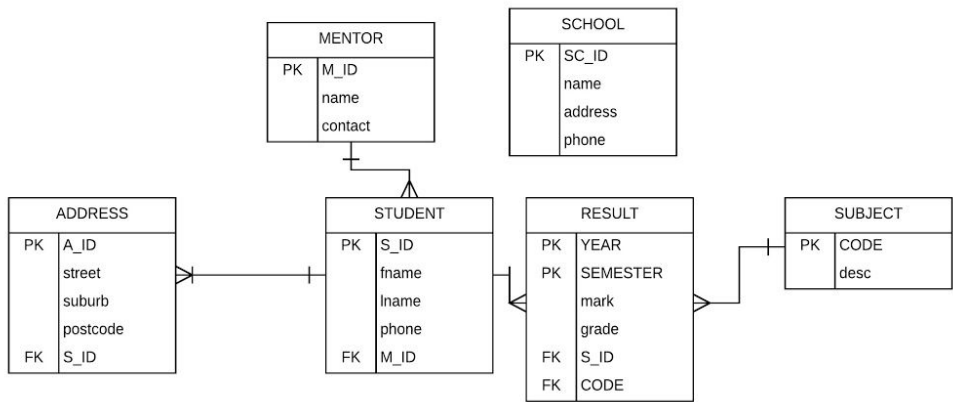 MENTOR
PK M_ID
name
contact
SCHOOL
PK SC_ID
name
address
phone
ADDRESS
PK A_ID
street
suburb
postcode
FK S_ID
STUDENT
PK S_ID
fname
lname
phone
FK M_ID
RESULT
PK YEAR
PK SEMESTER
mark
grade
FK S_ID
FK CODE
SUBJECT
PK CODE
desc